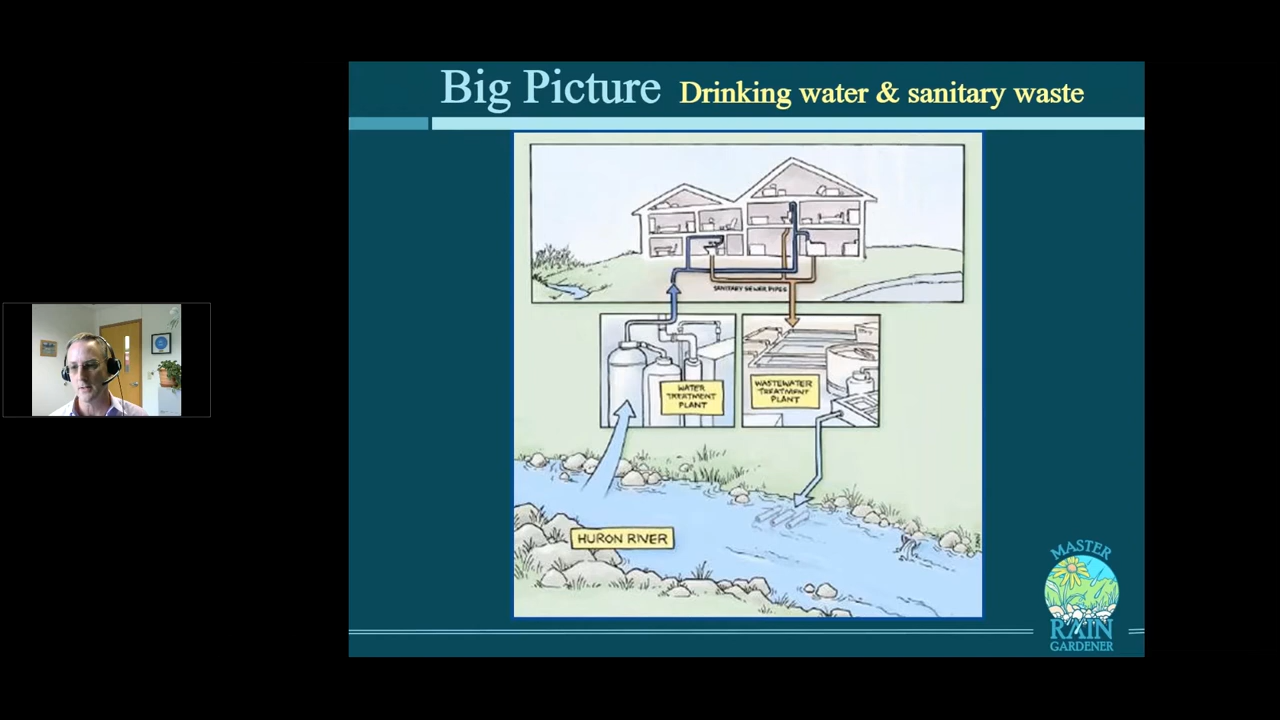 Big Picture Drinking water & sanitary waste
SANITARY SEWER PIPES
WATER
TREATMENT
PLANT
WASTEWATER
TREATMENT
PLANT
HURON RIVER
MASTER
RAIN
GARDENER